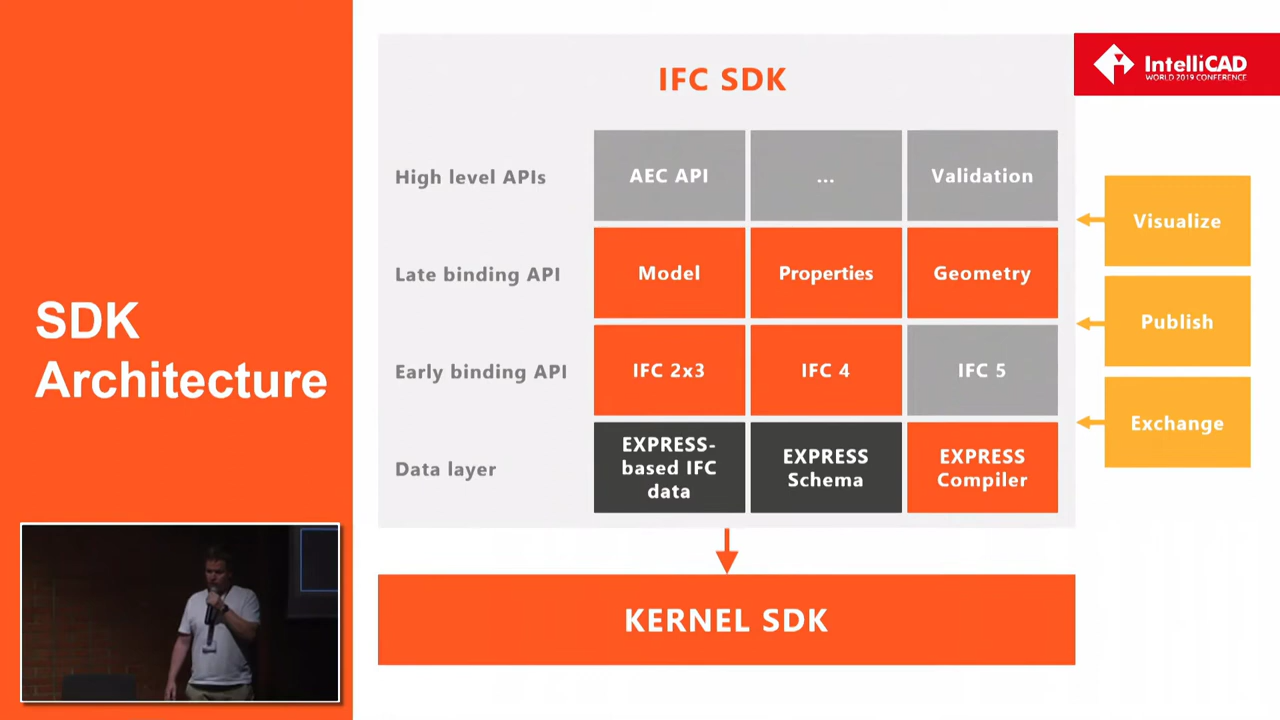 SDK
Architecture
IFC SDK
IntelliCAD
WORLD 2019 CONFERENCE
High level APIs
AEC API
...
Validation
Late binding API
Model
Properties
Geometry
Early binding API
IFC 2x3
IFC 4
IFC 5
Data layer
EXPRESS-
based IFC
data
EXPRESS
Schema
EXPRESS
Compiler
Visualize
Publish
Exchange
KERNEL SDK